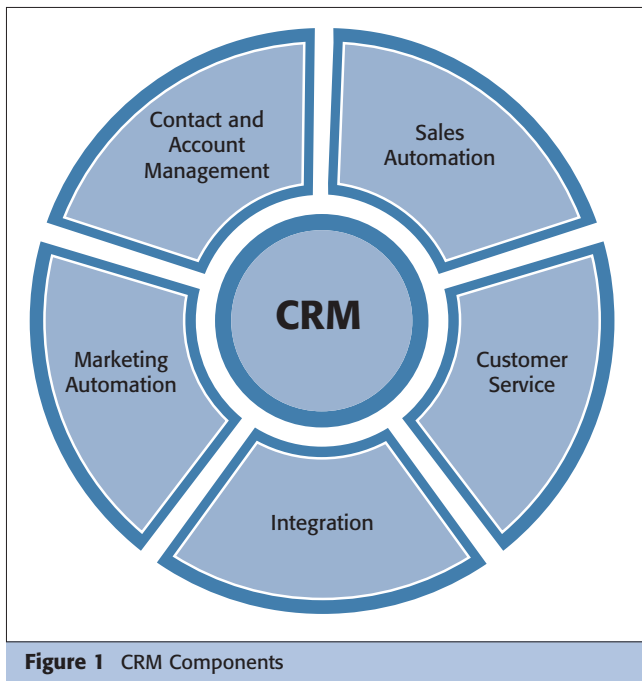 Contact and
Account
Management
Sales
Automation
CRM
Marketing
Automation
Customer
Service
Integration
Figure 1 CRM Components